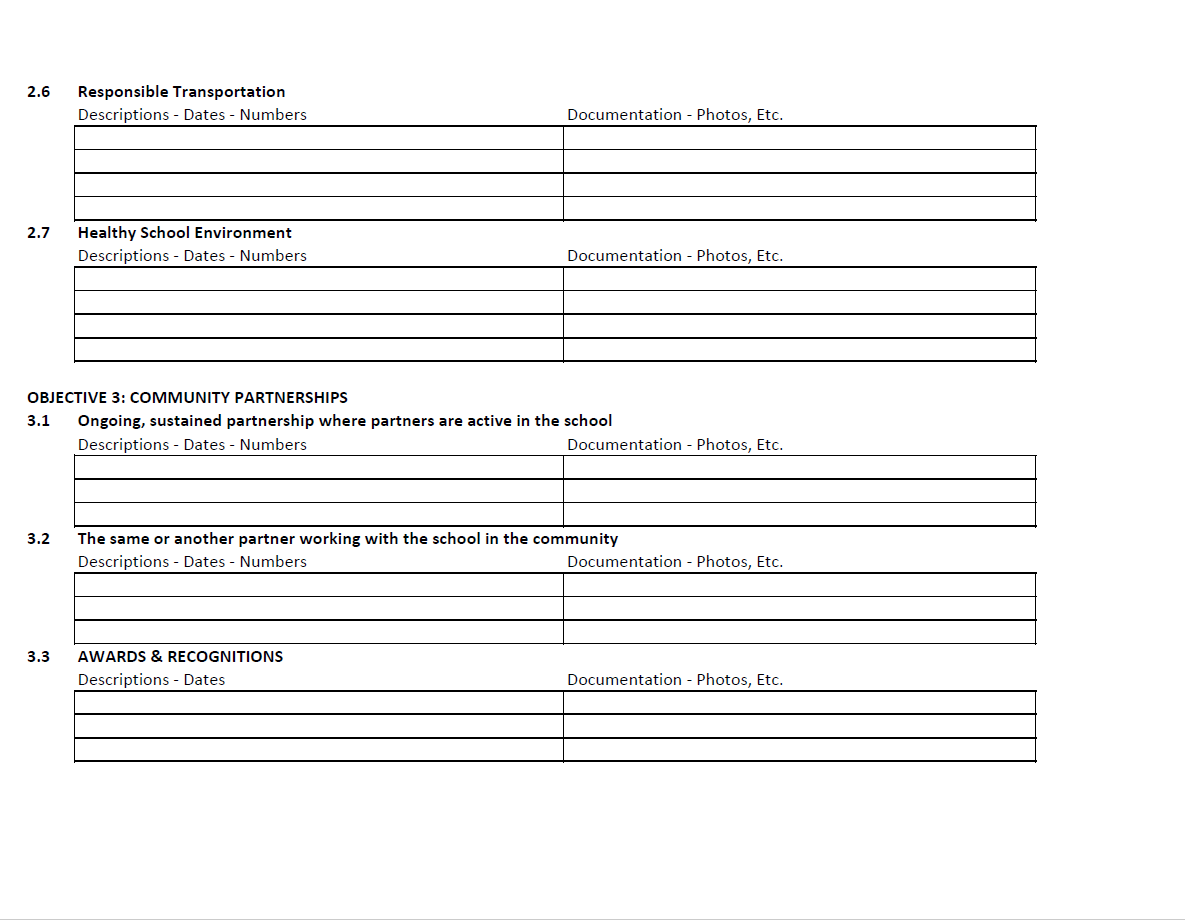 2.6 Responsible Transportation
Descriptions - Dates - Numbers Documentation - Photos, Etc.
2.7 Healthy School Environment
Descriptions - Dates - Numbers Documentation - Photos, Etc.
OBJECTIVE 3: COMMUNITY PARTNERSHIPS
3.1 Ongoing, sustained partnership where partners are active in the school
Descriptions - Dates - Numbers Documentation - Photos, Etc.
3.2 The same or another partner working with the school in the community
Descriptions - Dates - Numbers Documentation - Photos, Etc.
3.3 AWARDS & RECOGNITIONS
Descriptions - Dates Documentation - Photos, Etc.